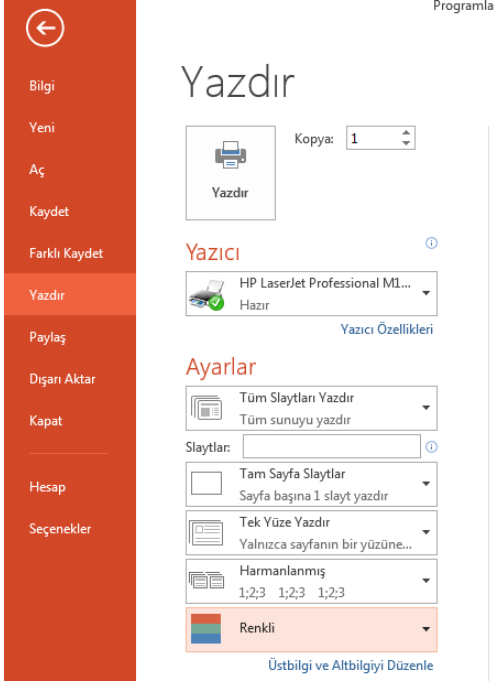 Programla
Bilgi
Yeni
Aç
Kaydet
Farklı Kaydet
Yazdır
Paylaş
Dışarı Aktar
Kapat
Hesap
Seçenekler
Yazdır
Yazdır
Kopya: 1
Yazıcı
HP LaserJet Professional M1...
Hazır
Yazıcı Özellikleri
Ayarlar
Tüm Slaytları Yazdır
Tüm sunuyu yazdır
Slaytlar:
Tam Sayfa Slaytlar
Sayfa başına 1 slayt yazdır
Tek Yüze Yazdır
Yalnızca sayfanın bir yüzüne...
Harmanlanmış
1;2;3 1;2;3 1;2;3
Renkli
Üstbilgi ve Altbilgiyi Düzenle